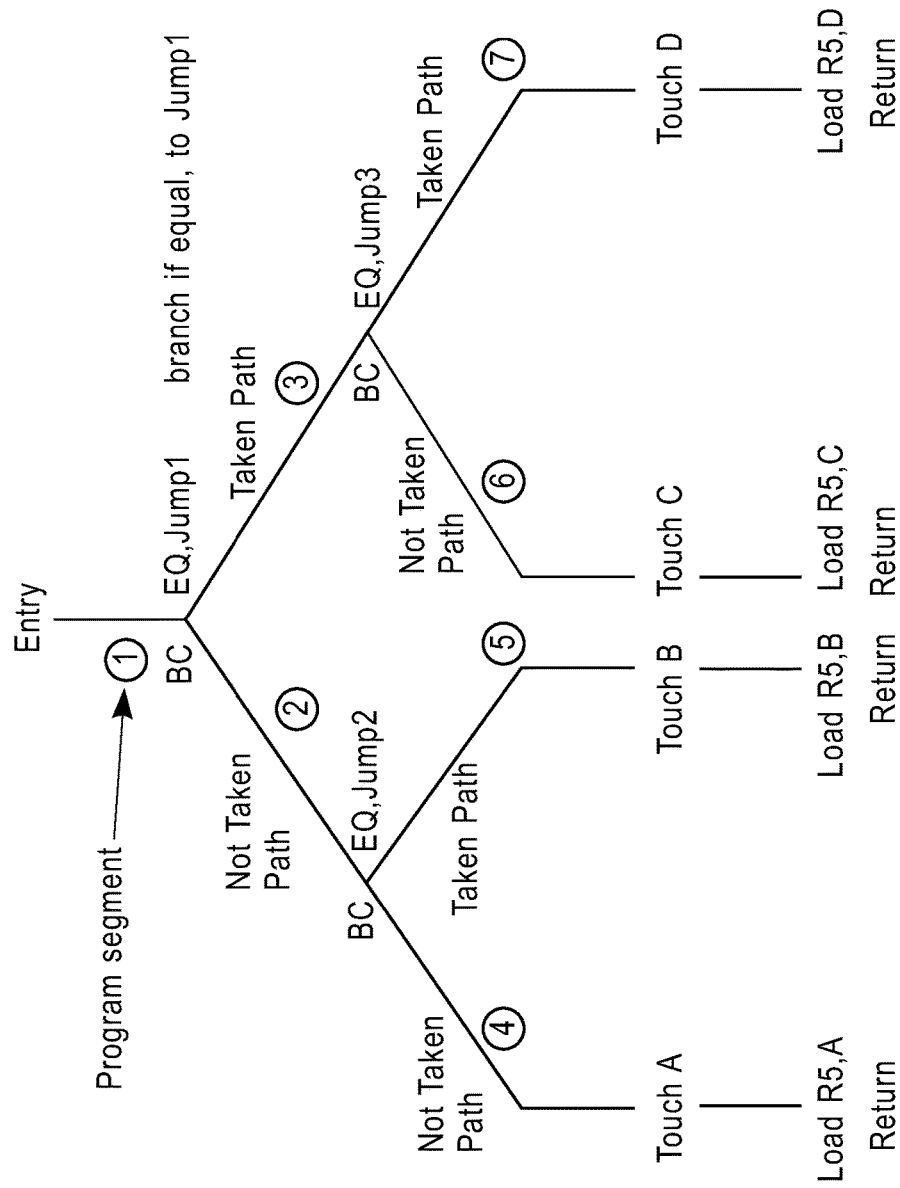 Entry
Program segment
1
BC
EQ,Jump1
branch if equal, to Jump1
Not Taken
Path
2
Taken Path
3
BC
EQ,Jump2
BC
EQ,Jump3
Not Taken
Path
4
Taken Path
5
Not Taken
Path
6
Taken Path
7
Touch A
Touch B
Touch C
Touch D
Load R5,A
Return
Load R5,B
Return
Load R5,C
Return
Load R5,D
Return